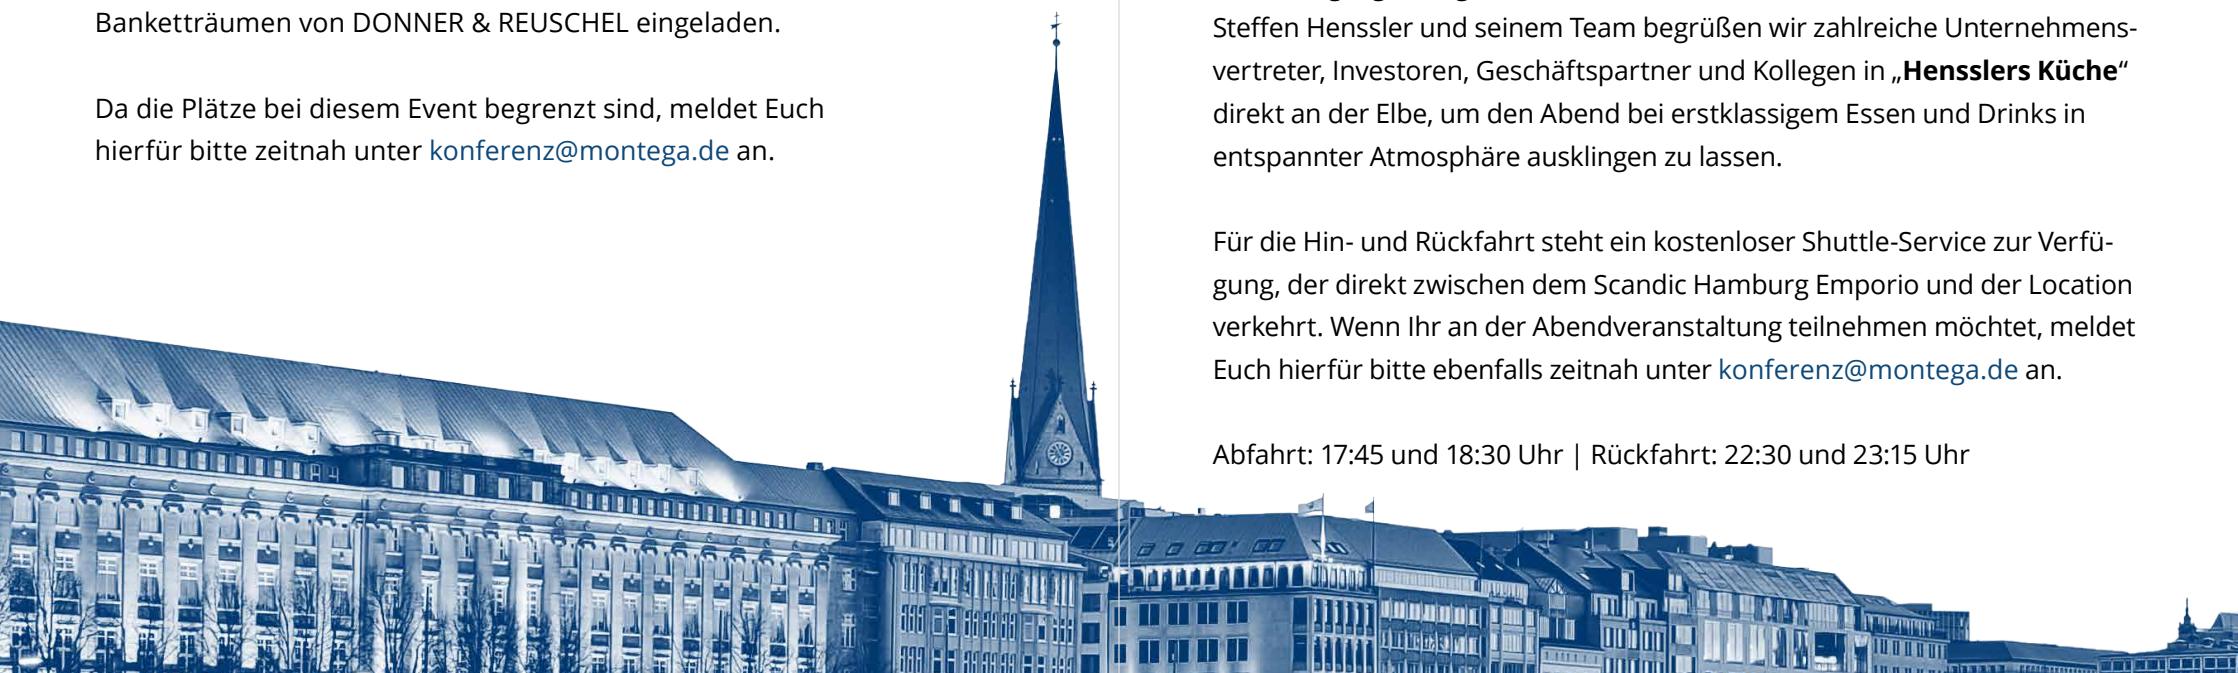 Banketträumen von DONNER & REUSCHEL eingeladen.
Da die Plätze bei diesem Event begrenzt sind, meldet Euch
hierfür bitte zeitnah unter konferenz@montega.de an.
Steffen Henssler und seinem Team begrüßen wir zahlreiche Unternehmens-
vertreter, Investoren, Geschäftspartner und Kollegen in „Hensslers Küche“
direkt an der Elbe, um den Abend bei erstklassigem Essen und Drinks in
entspannter Atmosphäre ausklingen zu lassen.
Für die Hin- und Rückfahrt steht ein kostenloser Shuttle-Service zur Verfü-
gung, der direkt zwischen dem Scandic Hamburg Emporio und der Location
verkehrt. Wenn Ihr an der Abendveranstaltung teilnehmen möchtet, meldet
Euch hierfür bitte ebenfalls zeitnah unter konferenz@montega.de an.
Abfahrt: 17:45 und 18:30 Uhr | Rückfahrt: 22:30 und 23:15 Uhr